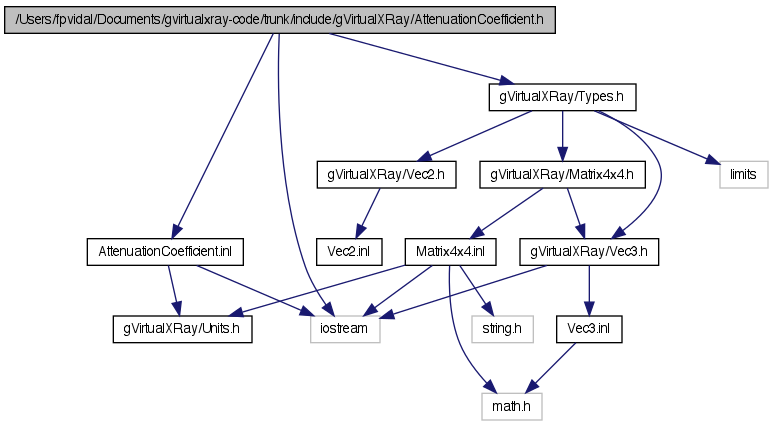 /Users/fpvidal/Documents/gvirtualxray-code/trunk/include/gVirtualXRay/AttenuationCoefficient.h
gVirtualXRay/Types.h
gVirtualXRay/Vec2.h
gVirtualXRay/Matrix4x4.h
limits
AttenuationCoefficient.inl
Vec2.inl
Matrix4x4.inl
gVirtualXRay/Vec3.h
gVirtualXRay/Units.h
iostream
string.h
Vec3.inl
math.h